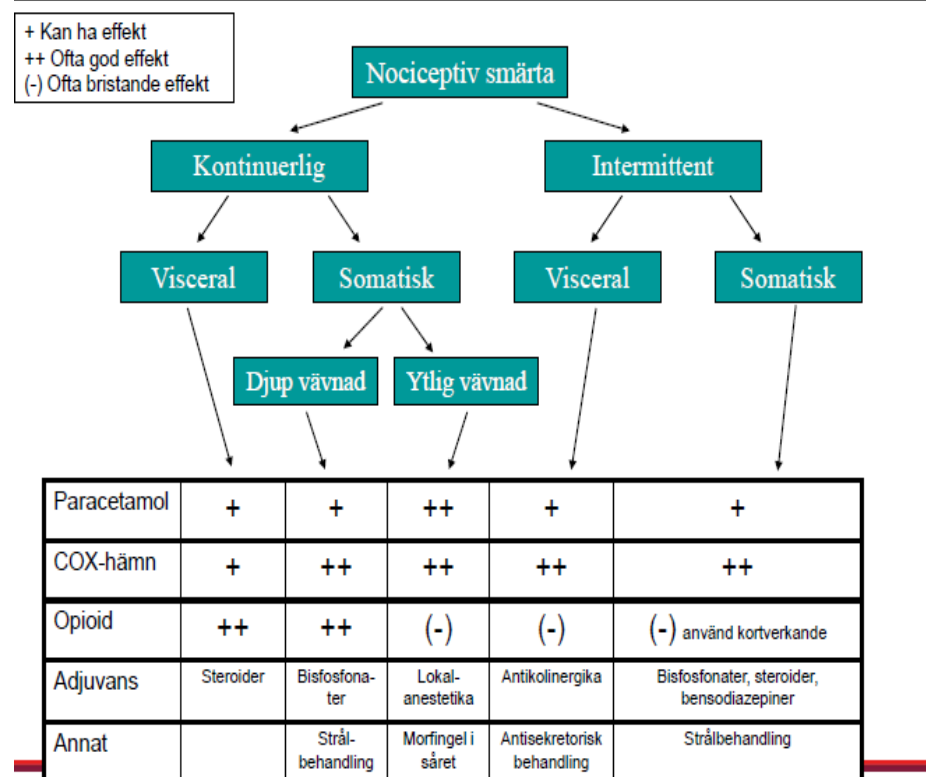 + Kan ha effekt
++ Ofta god effekt
(-) Ofta bristande effekt
Nociceptiv smärta
Kontinuerlig
Intermittent
Visceral
Somatisk
Visceral
Somatisk
Djup vävnad
Ytlig vävnad
Paracetamol + + ++ + +
COX-hämn + ++ ++ ++ ++
Opioid ++ ++ (-) (-) (-) använd kortverkande
Adjuvans
Steroider
Bisfosfona-
ter
Lokal-
anestetika
Antikolinergika
Bisfosfonater, steroider,
bensodiazepiner
Annat
Strål-
behandling
Morfingel i
såret
Antisekretorisk
behandling
Strålbehandling